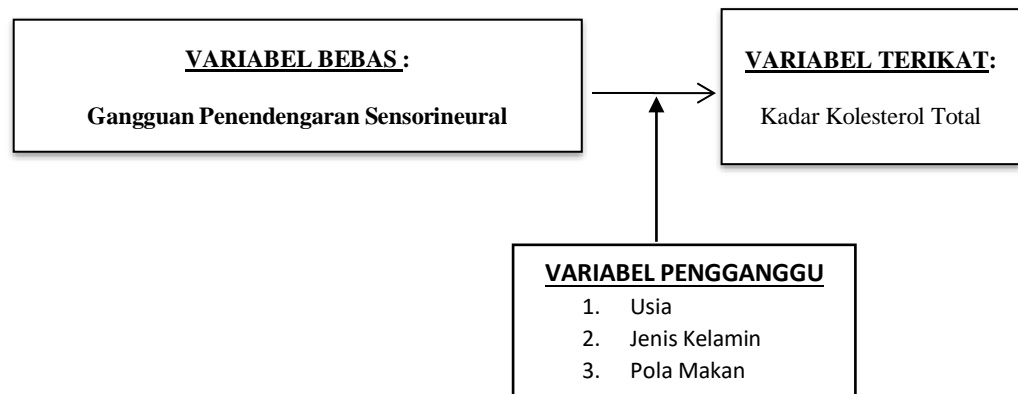 VARIABEL BEBAS :
Gangguan Penendengaran Sensorineural
VARIABEL TERIKAT:
Kadar Kolesterol Total
VARIABEL PENGGANGGU
1. Usia
2. Jenis Kelamin
3. Pola Makan